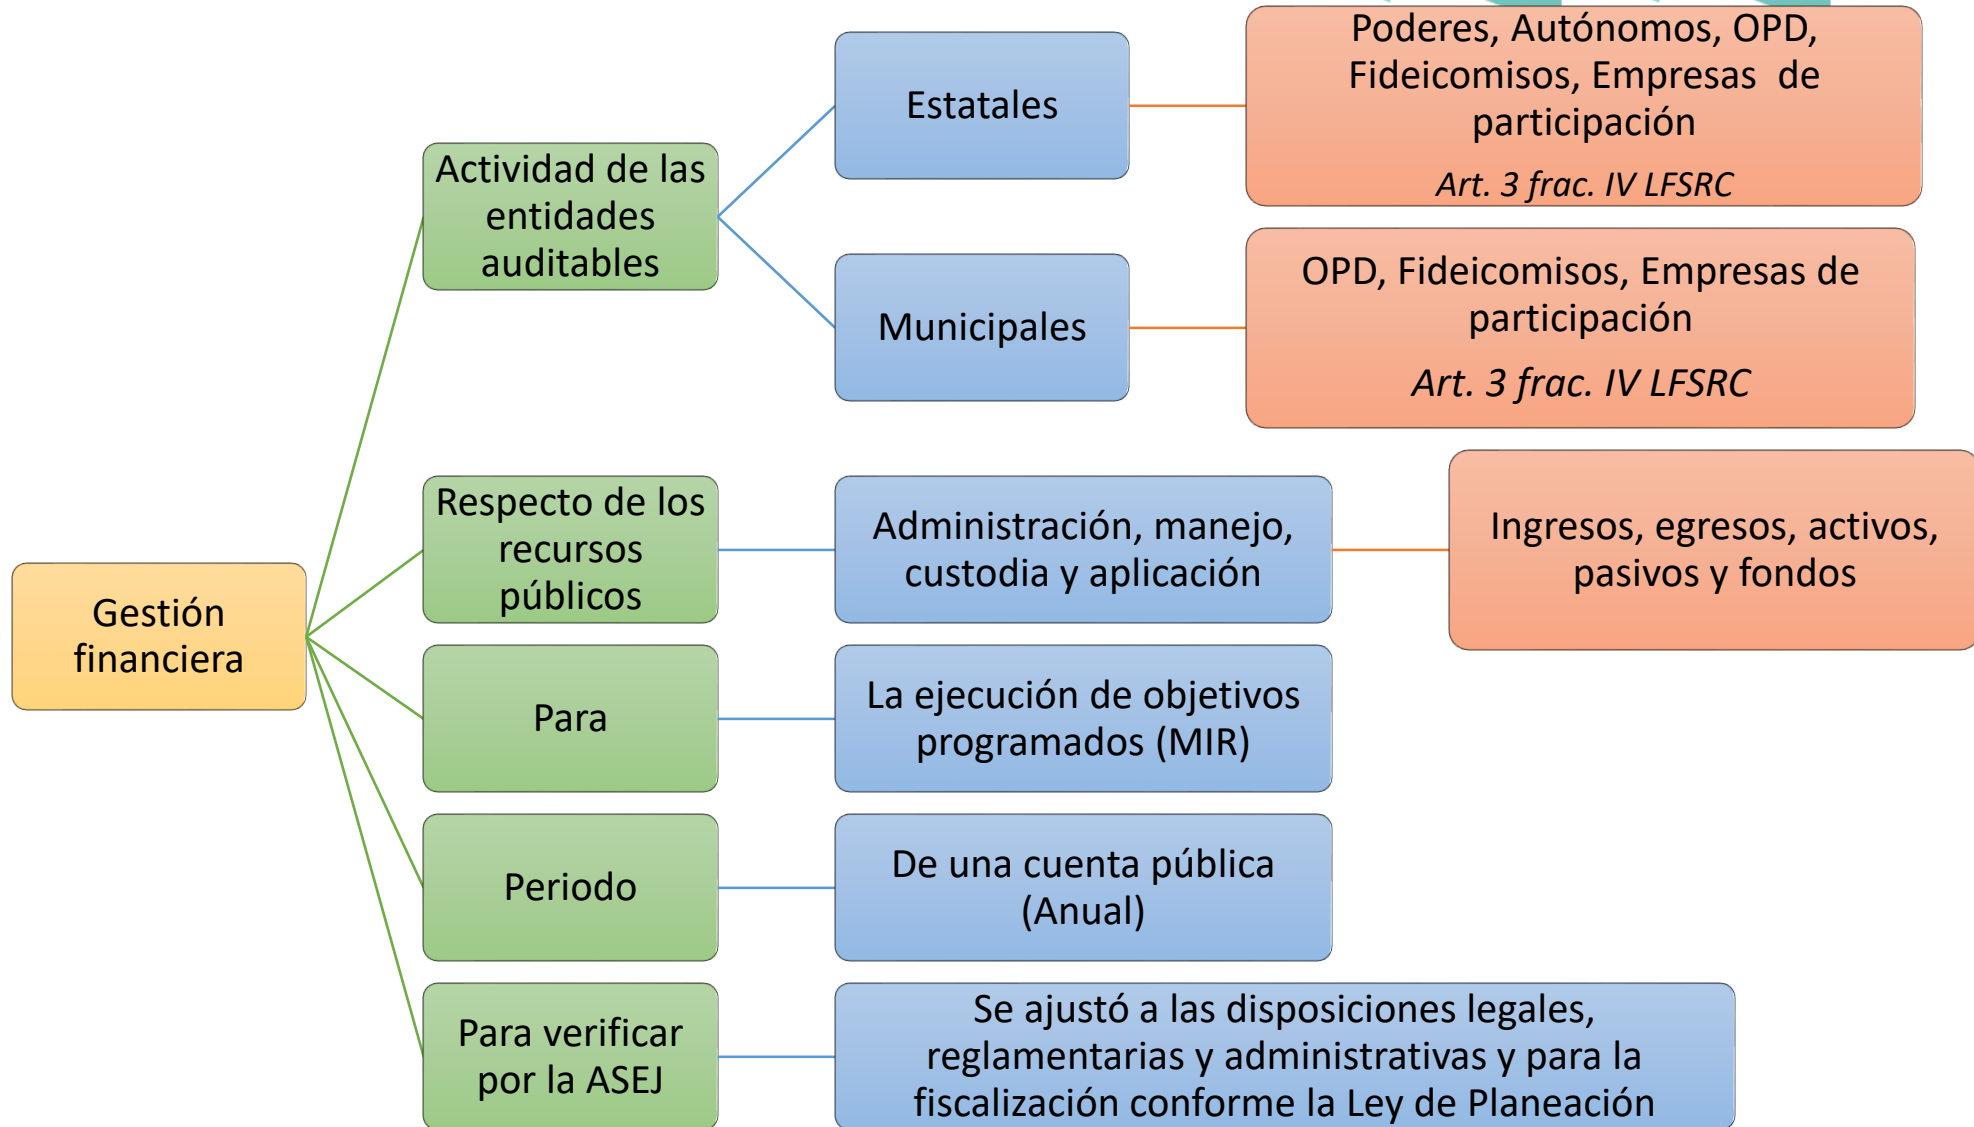 Gestión
financiera
Actividad de las
entidades
auditables
Estatales
Poderes, Autónomos, OPD,
Fideicomisos, Empresas de
participación
Art. 3 frac. IV LFSRC
Municipales
OPD, Fideicomisos, Empresas de
participación
Art. 3 frac. IV LFSRC
Respecto de los
recursos
públicos
Administración, manejo,
custodia y aplicación
Ingresos, egresos, activos,
pasivos y fondos
Para
La ejecución de objetivos
programados (MIR)
Periodo
De una cuenta pública
(Anual)
Para verificar
por la ASEJ
Se ajustó a las disposiciones legales,
reglamentarias y administrativas y para la
fiscalización conforme la Ley de Planeación